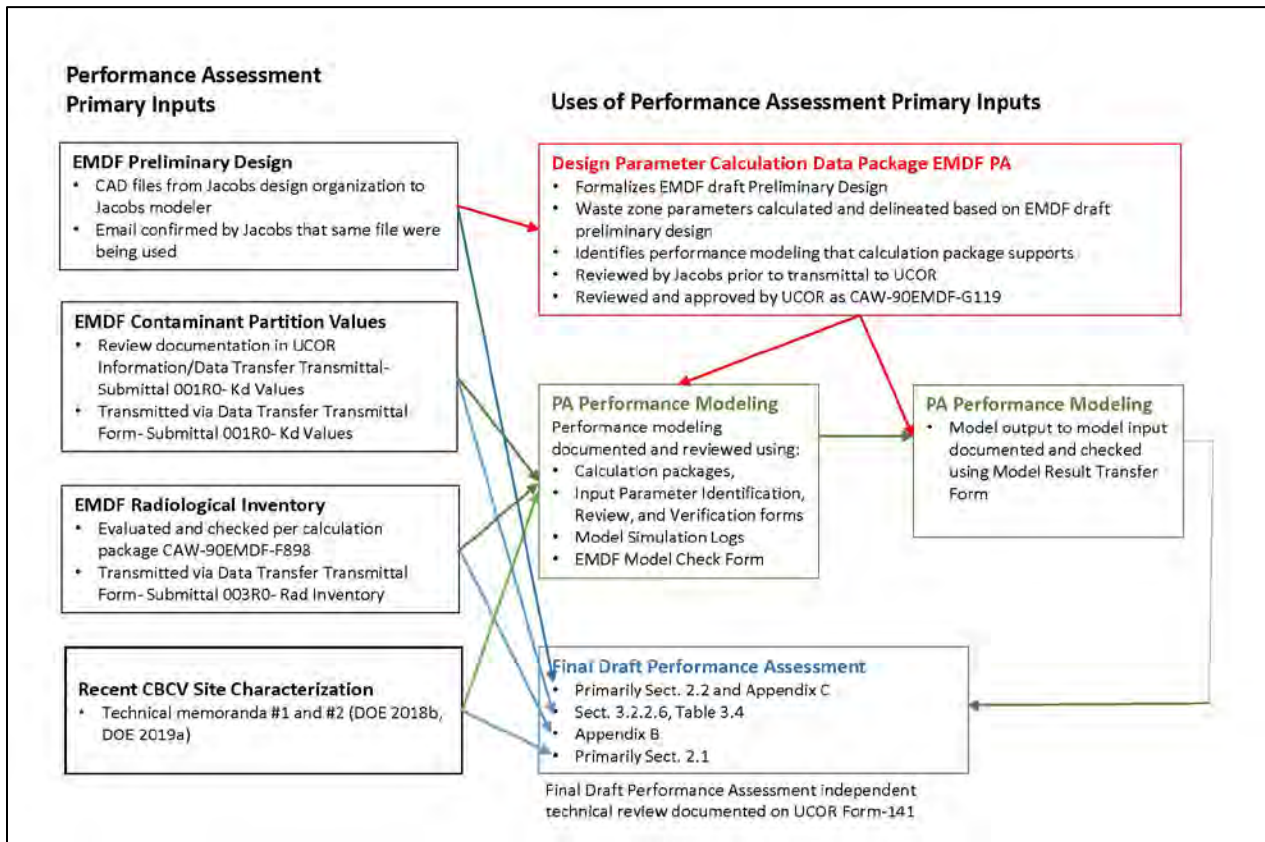 Performance Assessment
Primary Inputs
EMDF Preliminary Design
• CAD files from Jacobs design organization to
Jacobs modeler
• Email confirmed by Jacobs that same file were
being used
EMDF Contaminant Partition Values
• Review documentation in UCOR
Information/Data Transfer Transmittal-
Submittal 001R0- Kd Values
• Transmitted via Data Transfer Transmittal
Form- Submittal 001R0- Kd Values
EMDF Radiological Inventory
• Evaluated and checked per calculation
package CAW-90EMDF-F898
• Transmitted via Data Transfer Transmittal
Form- Submittal 003R0- Rad Inventory
Recent CBCV Site Characterization
• Technical memoranda #1 and #2 (DOE 2018b,
DOE 2019a)
Uses of Performance Assessment Primary Inputs
Design Parameter Calculation Data Package EMDF PA
• Formalizes EMDF draft Preliminary Design
• Waste zone parameters calculated and delineated based on EMDF draft
preliminary design
• Identifies performance modeling that calculation package supports
• Reviewed by Jacobs prior to transmittal to UCOR
• Reviewed and approved by UCOR as CAW-90EMDF-G119
PA Performance Modeling
Performance modeling
documented and reviewed using:
• Calculation packages,
• Input Parameter Identification,
Review, and Verification forms
• Model Simulation Logs
• EMDF Model Check Form
PA Performance Modeling
• Model output to model input
documented and checked
using Model Result Transfer
Form
Final Draft Performance Assessment
• Primarily Sect. 2.2 and Appendix C
• Sect. 3.2.2.6, Table 3.4
• Appendix B
• Primarily Sect. 2.1
Final Draft Performance Assessment independent
technical review documented on UCOR Form-141